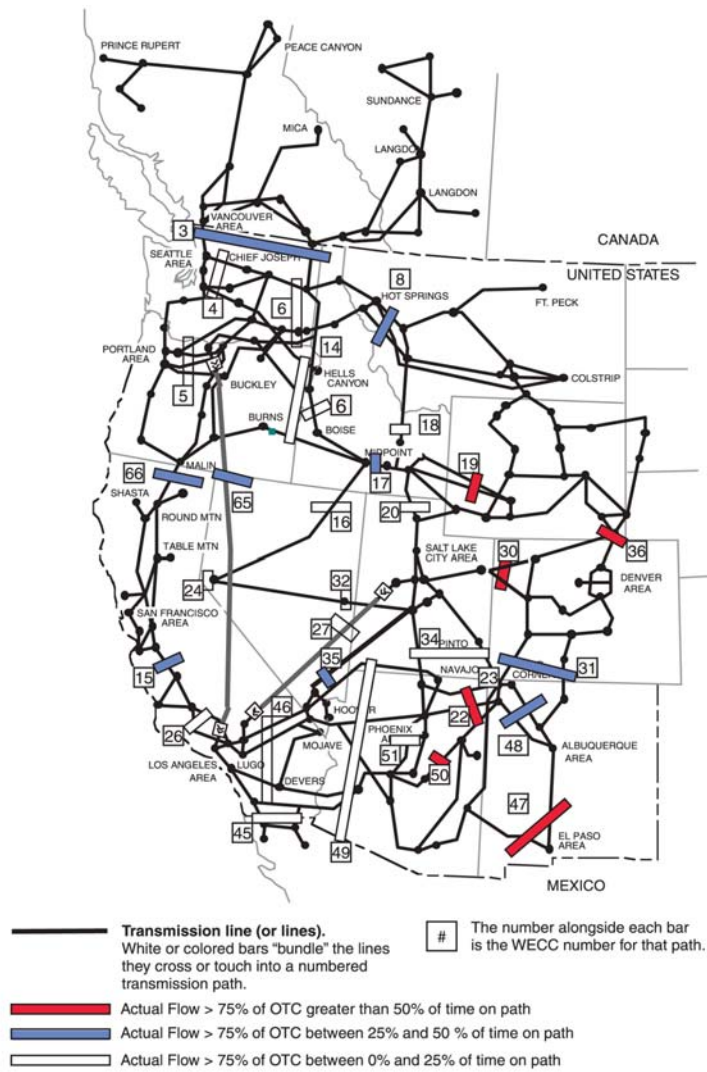 PRINCE RUPERT
PEACE CANYON
SUNDANCE
MICA
LANGDO
LANGDON
3
VANCOUVER
AREA
CANADA
SEATTLE
AREA
CHIEF JOSEPH
8
UNITED STATES
HOT SPRINGS
FT. PECK
4
6
PORTLAND
AREA
14
HELLS
CANYON
COLSTRIP
5
BUCKLEY
6
BURNS
BOISE
18
MALIN
MIDPOINT
66
19
SHASTA
65
17
ROUND MTN
16
20
36
TABLE MTN
SALT LAKE
CITY AREA
30
24
32
DENVER
AREA
SAN FRANCISCO
AREA
27
34
PINTO
15
35
NAVAJO
23
CORNER
31
46
HOOVER
22
26
PHOENIX
A
48
MOJAVE
51
ALBUQUERQUE
AREA
LOS ANGELES
AREA
LUGO
50
DEVERS
47
45
49
EL PASO
AREA
MEXICO
Transmission line (or lines).
White or colored bars “bundle” the lines
they cross or touch into a numbered
transmission path.
#
The number alongside each bar
is the WECC number for that path.
Actual Flow > 75% of OTC greater than 50% of time on path
Actual Flow > 75% of OTC between 25% and 50 % of time on path
Actual Flow > 75% of OTC between 0% and 25% of time on path